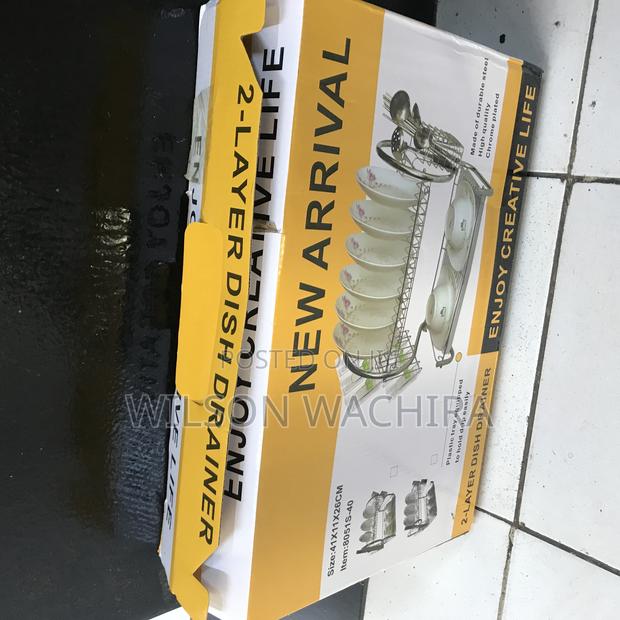 NEW ARRIVAL
Made of durable steel
High quality
Chrome plated
ENJOY CREATIVE LIFE
2-LAYER DISH DRAINER
Plastic tray equipped
to hold drip easily
Size:41X11X26CM
Item:8051S-40
ENJOY CREATIVE LIFE
2-LAYER DISH DRAINER
POSTED ON
WILSON WACHIRA